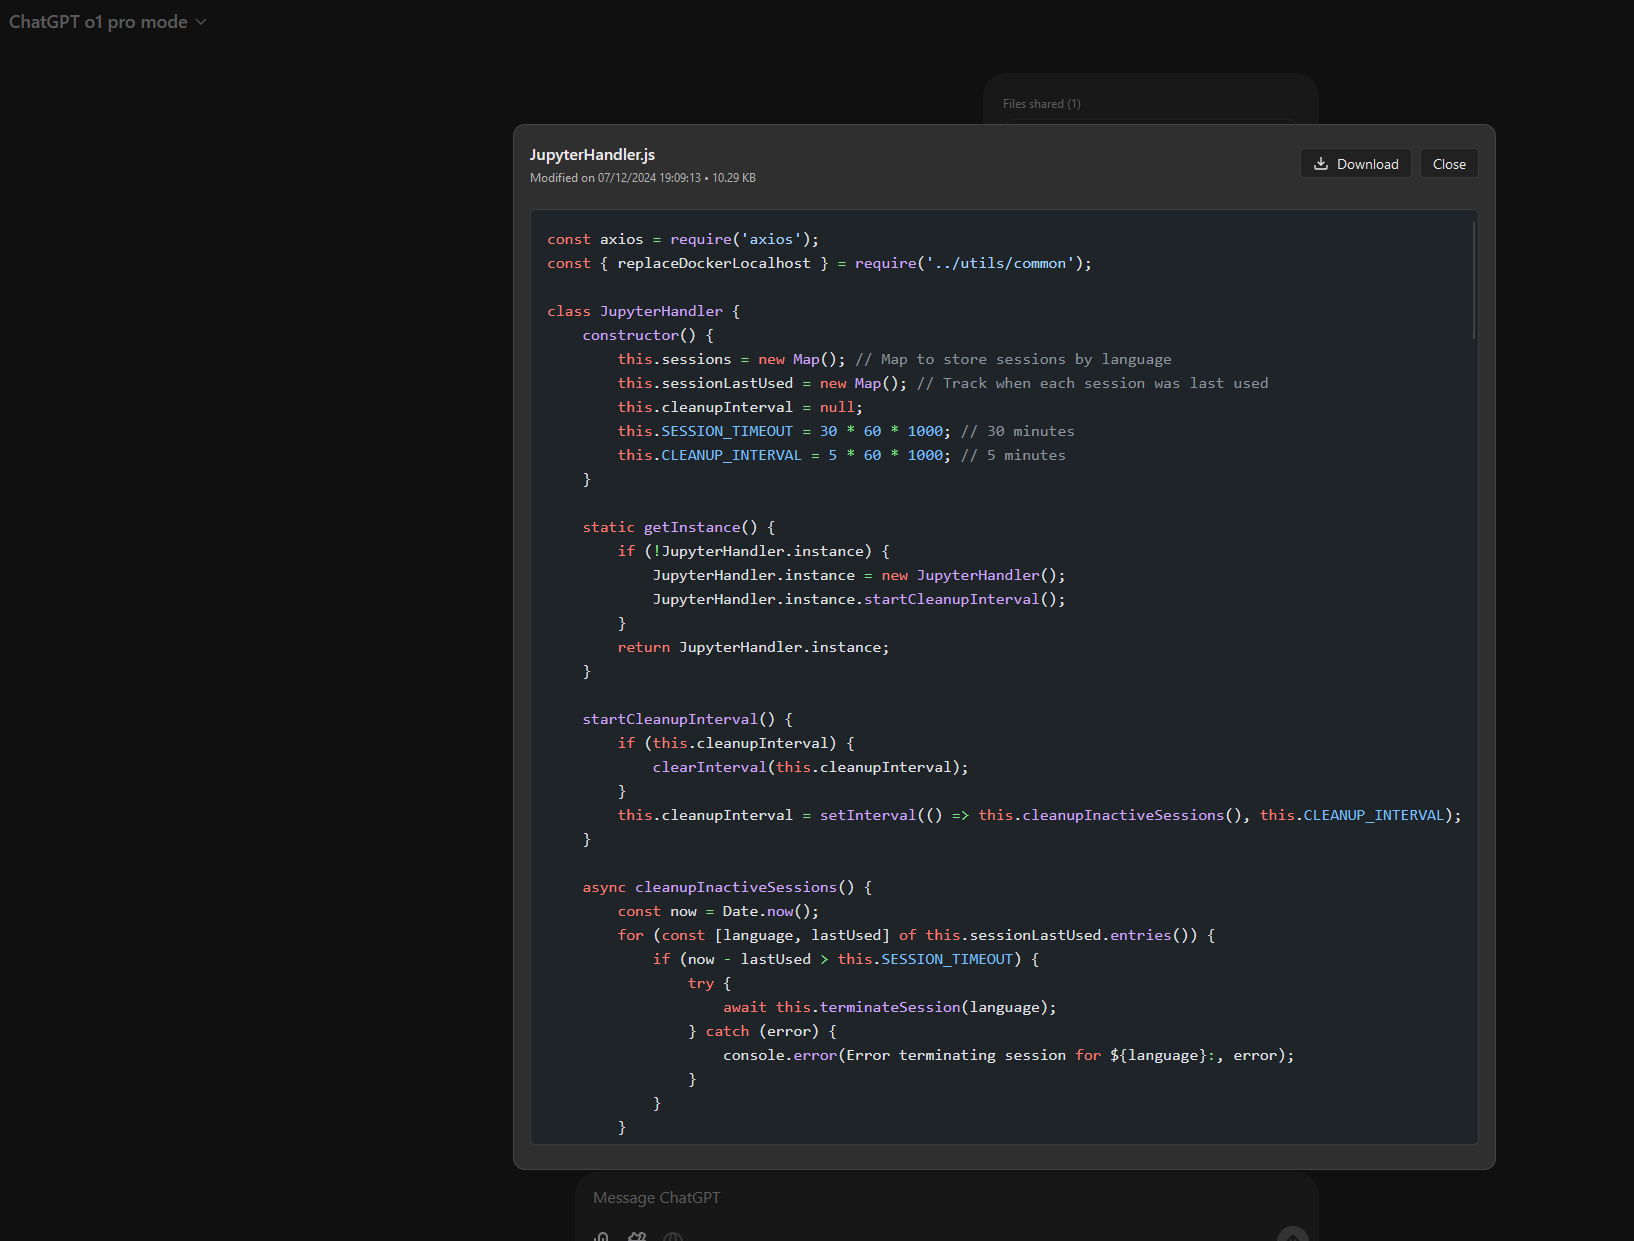 ChatGPT o1 pro mode
Files shared (1)
JupyterHandler.js
Modified on 07/12/2024 19:09:13 • 10.29 KB
Download
Close
const axios = require('axios');
const { replaceDockerLocalhost } = require('../utils/common');
class JupyterHandler {
    constructor() {
        this.sessions = new Map(); // Map to store sessions by language
        this.sessionLastUsed = new Map(); // Track when each session was last used
        this.cleanupInterval = null;
        this.SESSION_TIMEOUT = 30 * 60 * 1000; // 30 minutes
        this.CLEANUP_INTERVAL = 5 * 60 * 1000; // 5 minutes
    }
    static getInstance() {
        if (!JupyterHandler.instance) {
            JupyterHandler.instance = new JupyterHandler();
            JupyterHandler.instance.startCleanupInterval();
        }
        return JupyterHandler.instance;
    }
    startCleanupInterval() {
        if (this.cleanupInterval) {
            clearInterval(this.cleanupInterval);
        }
        this.cleanupInterval = setInterval(() => this.cleanupInactiveSessions(), this.CLEANUP_INTERVAL);
    }
    async cleanupInactiveSessions() {
        const now = Date.now();
        for (const [language, lastUsed] of this.sessionLastUsed.entries()) {
            if (now - lastUsed > this.SESSION_TIMEOUT) {
                try {
                    await this.terminateSession(language);
                } catch (error) {
                    console.error(Error terminating session for ${language}:, error);
                }
            }
        }
Message ChatGPT